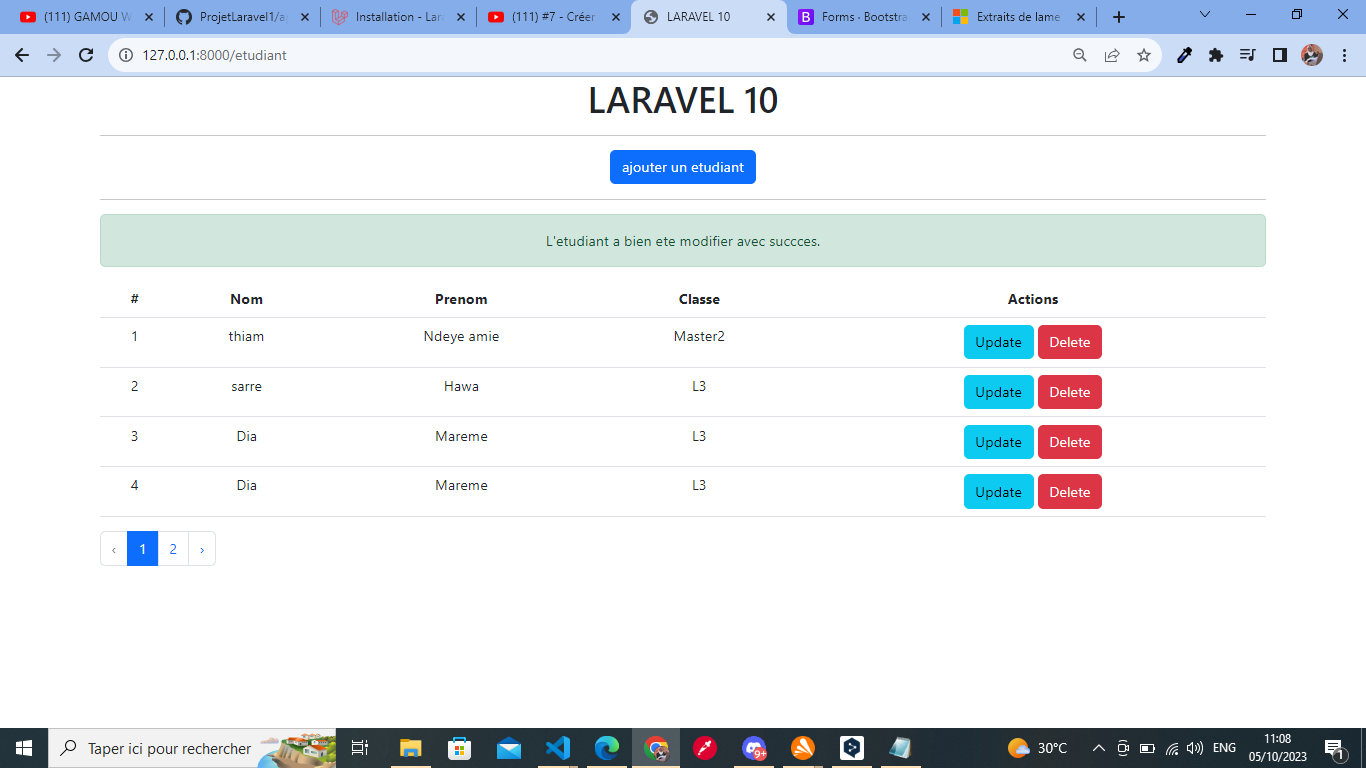 (111) GAMOU W
ProjetLaravel1/a
Installation - Lar
(111) #7 - Créer
LARAVEL 10
Forms · Bootstra
Extraits de lame
127.0.0.1:8000/etudiant
LARAVEL 10
ajouter un etudiant
L'etudiant a bien ete modifier avec succces.
# Nom Prenom Classe Actions
1 thiam Ndeye amie Master2 Update Delete
2 sarre Hawa L3 Update Delete
3 Dia Mareme L3 Update Delete
4 Dia Mareme L3 Update Delete
‹ 1 2 ›
Taper ici pour rechercher
9+
30°C
ENG
11:08
05/10/2023
1